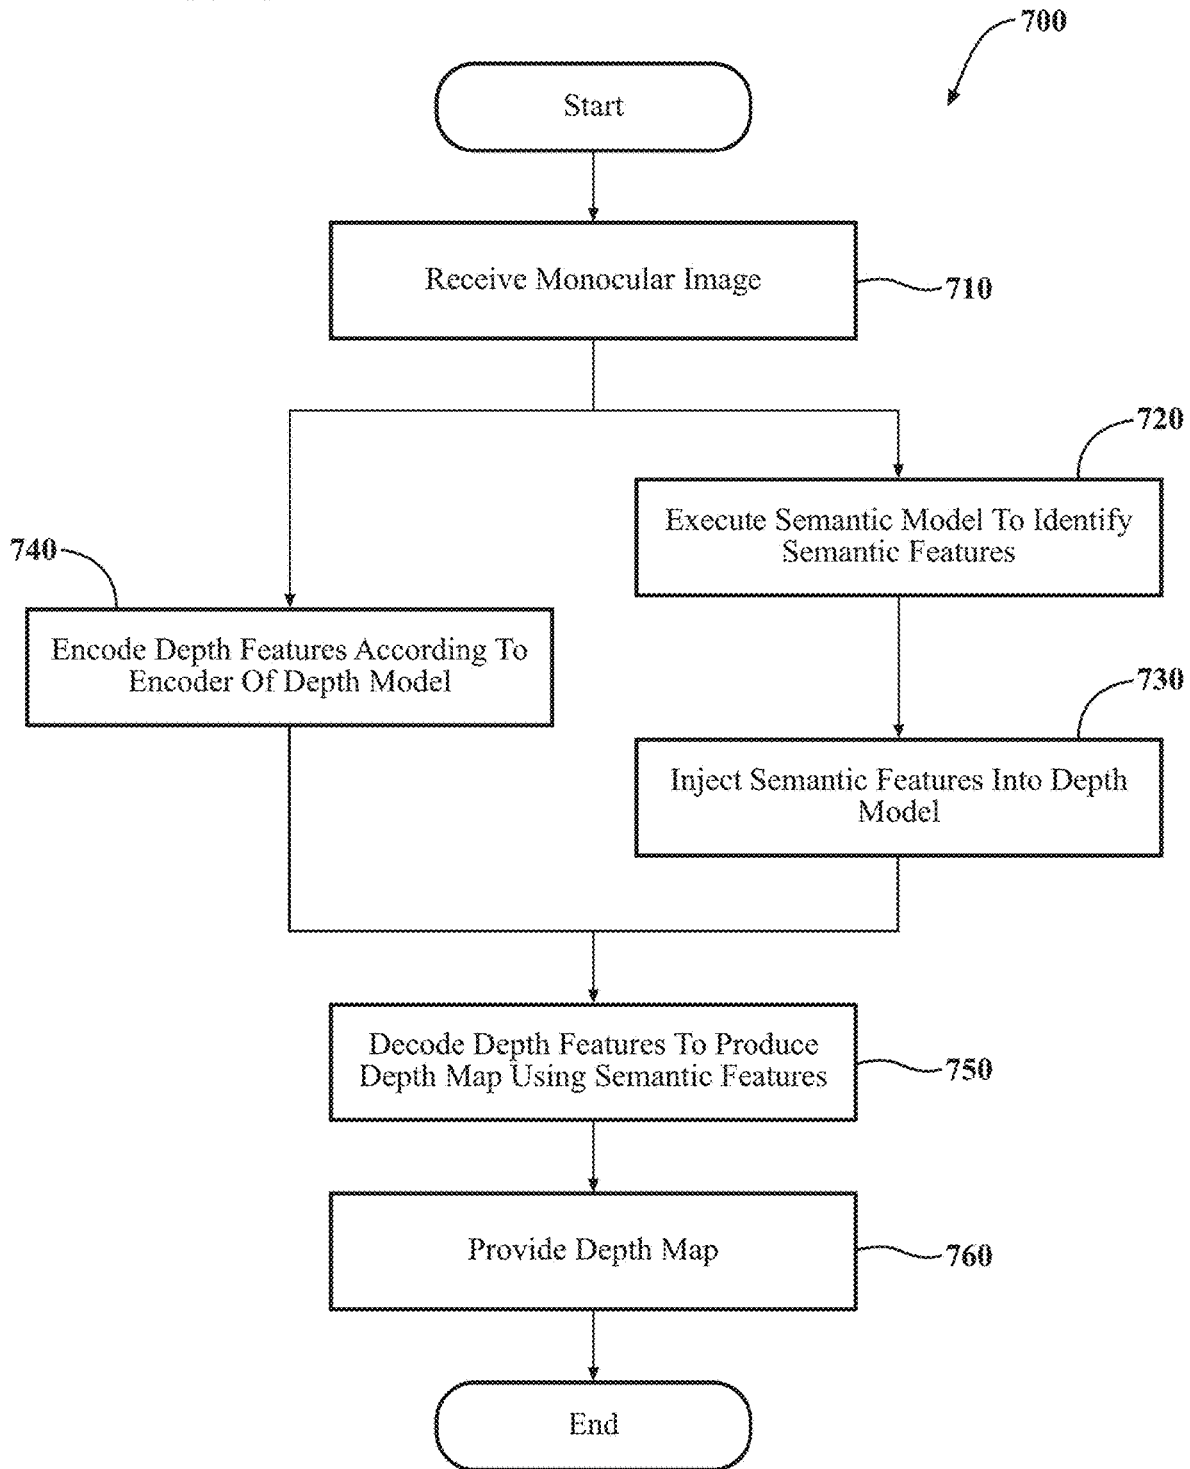 700
Start
Receive Monocular Image
710
720
Execute Semantic Model To Identify
Semantic Features
740
Encode Depth Features According To
Encoder Of Depth Model
730
Inject Semantic Features Into Depth
Model
Decode Depth Features To Produce
Depth Map Using Semantic Features
750
Provide Depth Map
760
End